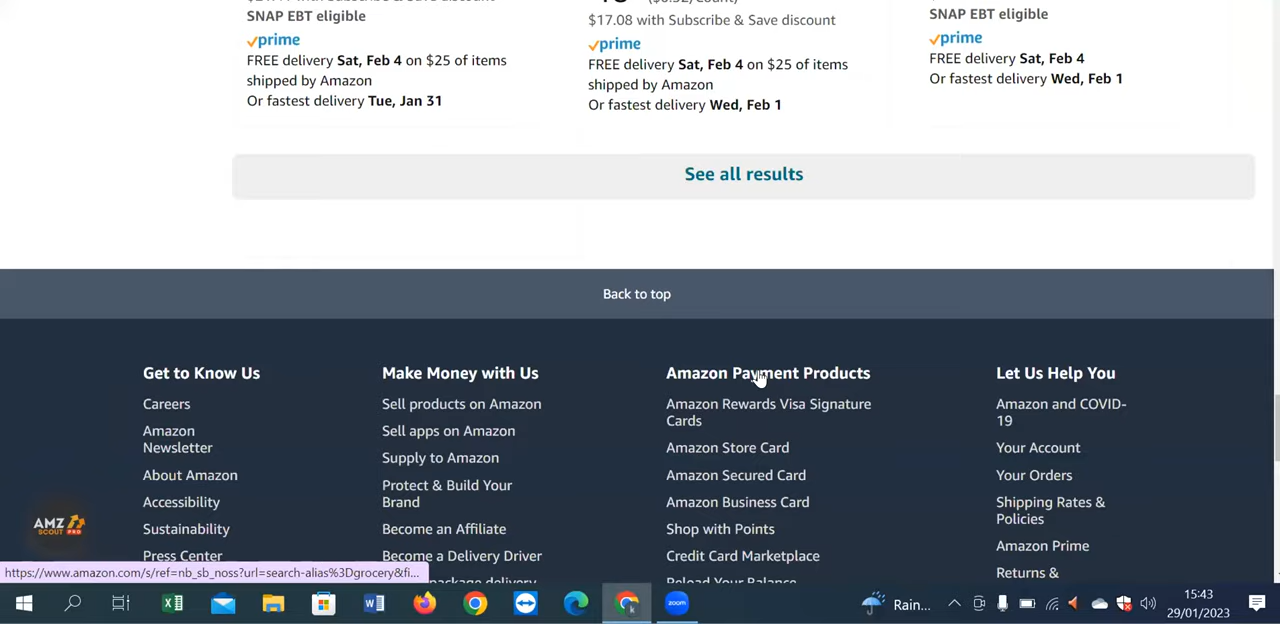 SNAP EBT eligible
prime
FREE delivery Sat, Feb 4 on $25 of items
shipped by Amazon
Or fastest delivery Tue, Jan 31
$17.08 with Subscribe & Save discount
prime
FREE delivery Sat, Feb 4 on $25 of items
shipped by Amazon
Or fastest delivery Wed, Feb 1
SNAP EBT eligible
prime
FREE delivery Sat, Feb 4
Or fastest delivery Wed, Feb 1
See all results
Back to top
Get to Know Us
Careers
Amazon
Newsletter
About Amazon
Accessibility
Sustainability
Press Center
Make Money with Us
Sell products on Amazon
Sell apps on Amazon
Supply to Amazon
Protect & Build Your
Brand
Become an Affiliate
Become a Delivery Driver
package delivery
Amazon Payment Products
Amazon Rewards Visa Signature
Cards
Amazon Store Card
Amazon Secured Card
Amazon Business Card
Shop with Points
Credit Card Marketplace
Reload Your Balance
Let Us Help You
Amazon and COVID-
19
Your Account
Your Orders
Shipping Rates &
Policies
Amazon Prime
Returns &
AMZ
SCOUT PRO
https://www.amazon.com/s/ref=nb_sb_noss?url=search-alias%3Dgrocery&fi...
zoom
Rain...
15:43
29/01/2023